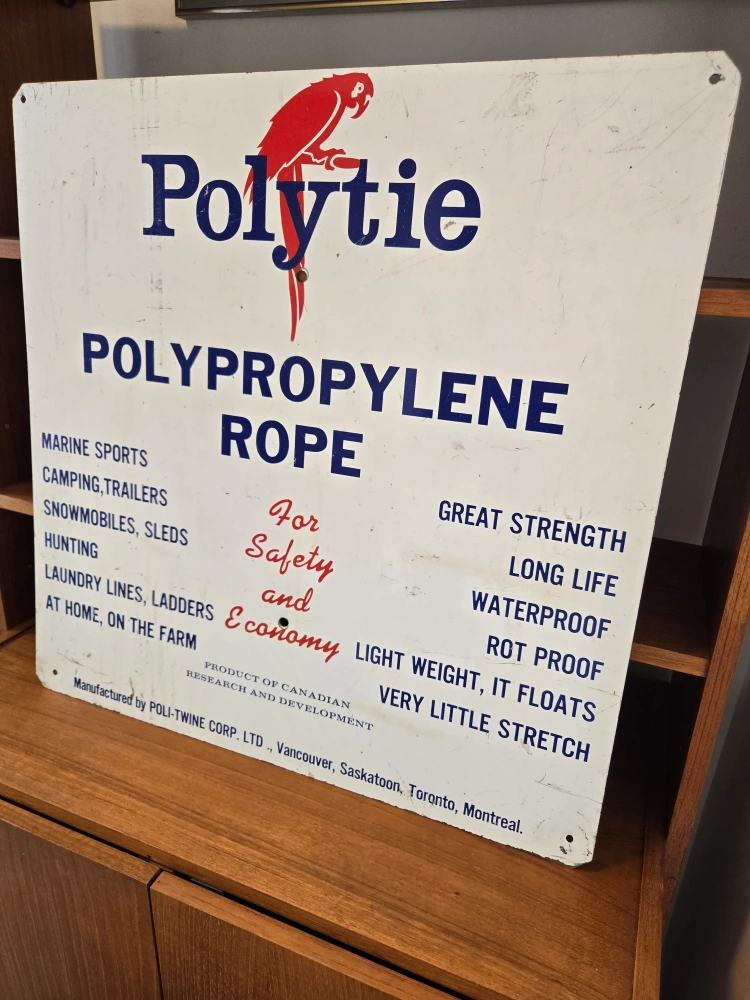 Polytie
POLYPROPYLENE
ROPE
MARINE SPORTS
CAMPING,TRAILERS
SNOWMOBILES, SLEDS
HUNTING
LAUNDRY LINES, LADDERS
AT HOME, ON THE FARM
For
Safety
and
Economy
GREAT STRENGTH
LONG LIFE
WATERPROOF
ROT PROOF
LIGHT WEIGHT, IT FLOATS
VERY LITTLE STRETCH
PRODUCT OF CANADIAN
RESEARCH AND DEVELOPMENT
Manufactured by POLI-TWINE CORP. LTD ., Vancouver, Saskatoon, Toronto, Montreal.